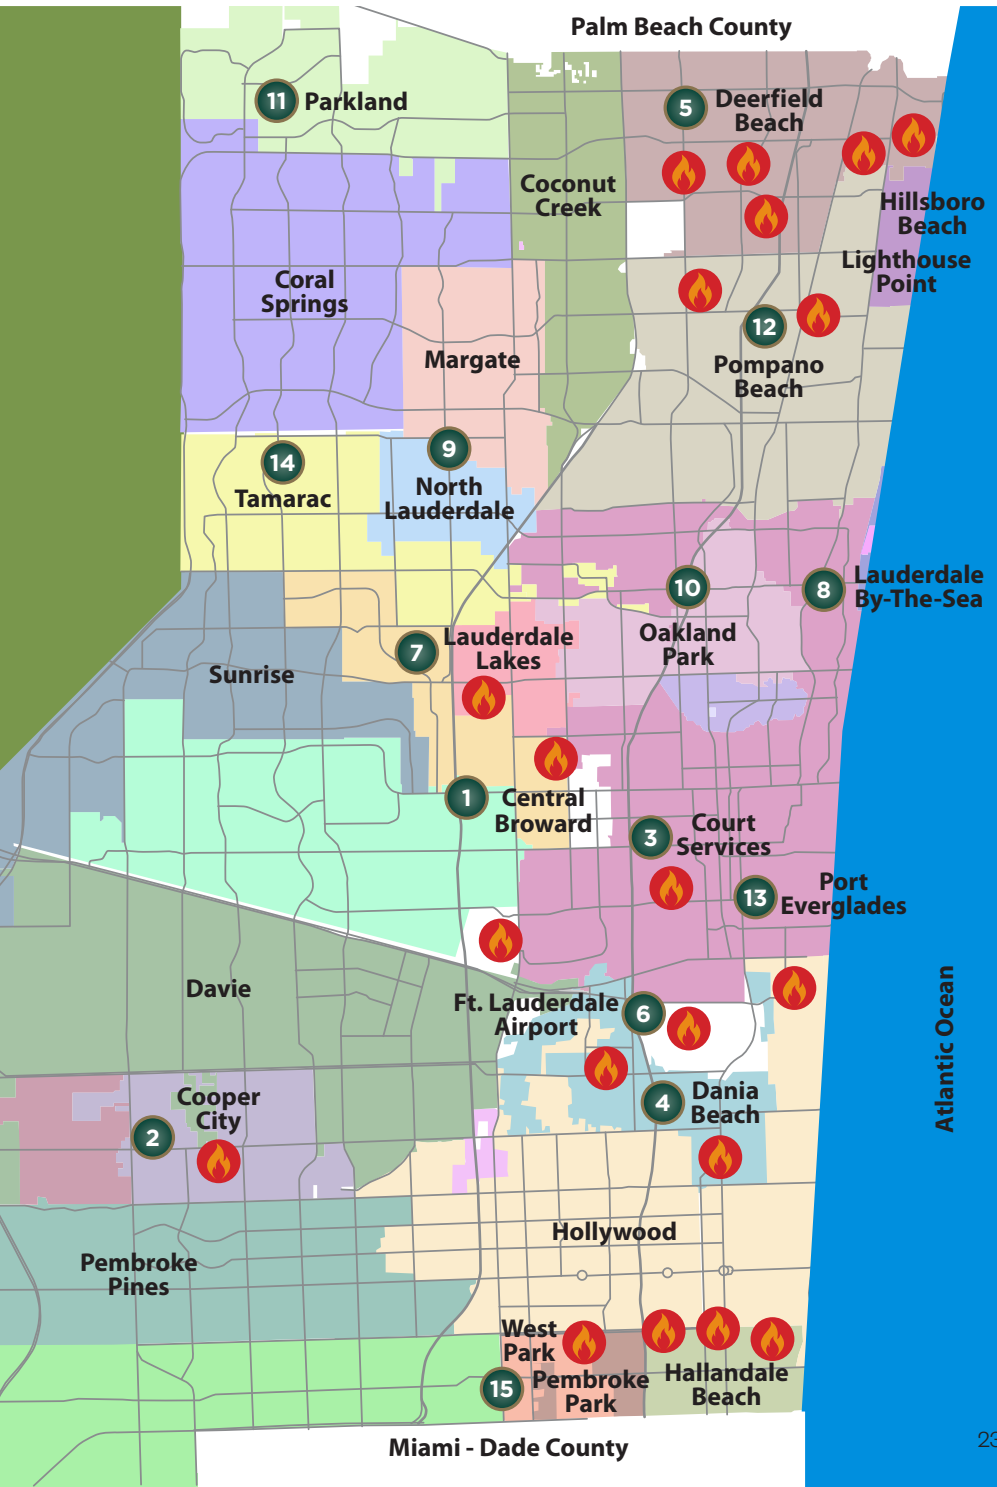 Palm Beach County
11
Parkland
5
Deerfield
Beach
Coconut
Creek
Hillsboro
Beach
Lighthouse
Point
Coral
Springs
12
Pompano
Beach
Margate
14
Tamarac
9
North
Lauderdale
10
Oakland
Park
8
Lauderdale
By-The-Sea
7
Lauderdale
Lakes
Sunrise
1
Central
Broward
3
Court
Services
13
Port
Everglades
Davie
Ft. Lauderdale
Airport
6
Atlantic Ocean
4
Dania
Beach
Cooper
City
2
Hollywood
Pembroke
Pines
West
Park
15
Pembroke
Park
Hallandale
Beach
Miami - Dade County